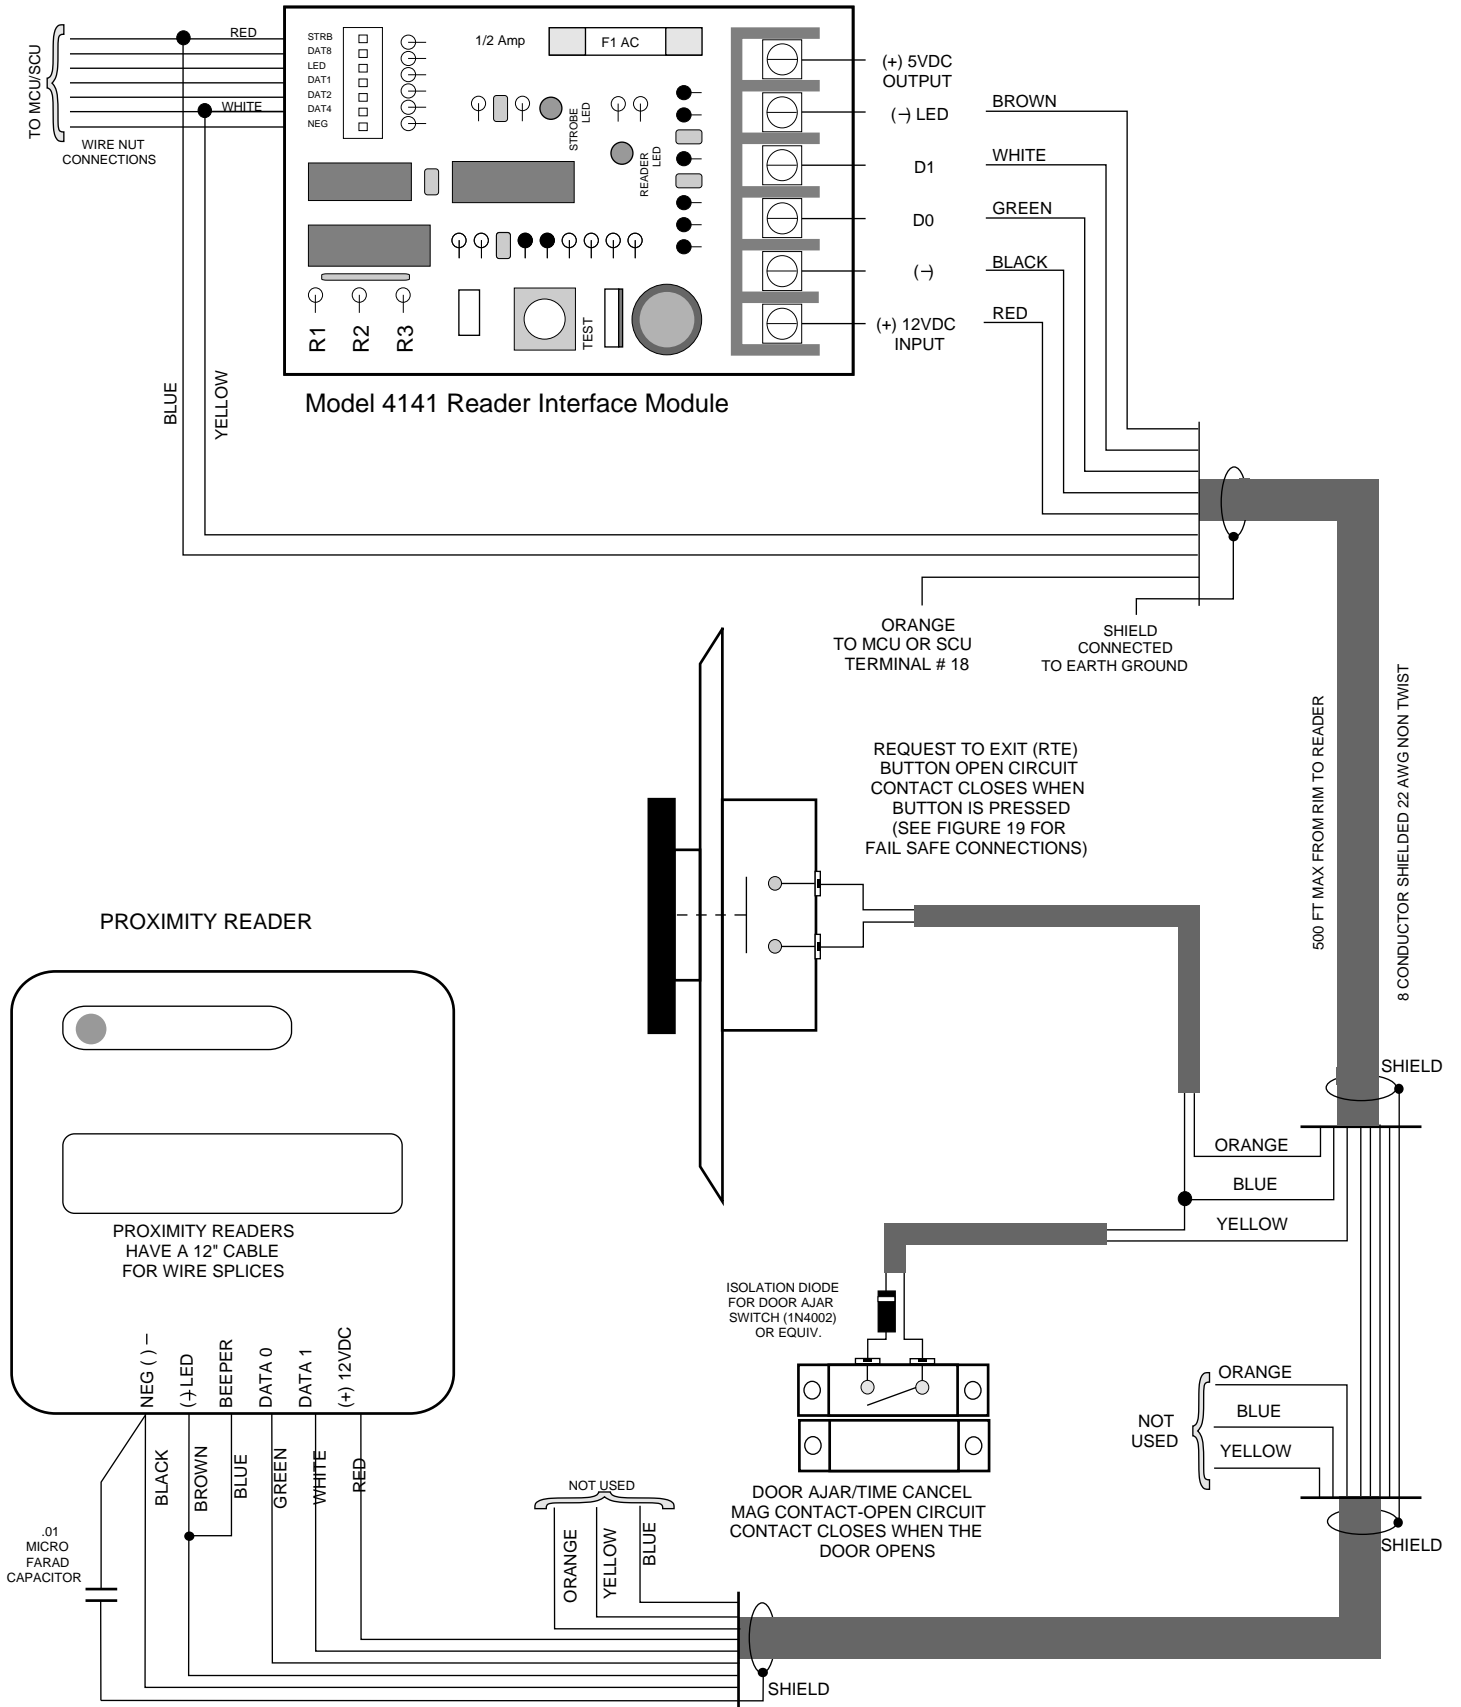 TO MCU/SCU
RED
WHITE
WIRE NUT
CONNECTIONS
STRB
DAT8
LED
DAT1
DAT2
DAT4
NEG
1/2 Amp
F1 AC
STROBE
LED
READER
LED
R1
R2
R3
TEST
(+) 5VDC
OUTPUT
(-) LED
D1
D0
(-)
(+) 12VDC
INPUT
BROWN
WHITE
GREEN
BLACK
RED
Model 4141 Reader Interface Module
BLUE
YELLOW
ORANGE
TO MCU OR SCU
TERMINAL # 18
SHIELD
CONNECTED
TO EARTH GROUND
500 FT MAX FROM RIM TO READER
8 CONDUCTOR SHIELDED 22 AWG NON TWIST
REQUEST TO EXIT (RTE)
BUTTON OPEN CIRCUIT
CONTACT CLOSES WHEN
BUTTON IS PRESSED
(SEE FIGURE 19 FOR
FAIL SAFE CONNECTIONS)
PROXIMITY READER
PROXIMITY READERS
HAVE A 12" CABLE
FOR WIRE SPLICES
NEG ( ) -
(-) LED
BEEPER
DATA 0
DATA 1
(+) 12VDC
BLACK
BROWN
BLUE
GREEN
WHITE
RED
.01
MICRO
FARAD
CAPACITOR
SHIELD
ORANGE
BLUE
YELLOW
ISOLATION DIODE
FOR DOOR AJAR
SWITCH (1N4002)
OR EQUIV.
DOOR AJAR/TIME CANCEL
MAG CONTACT-OPEN CIRCUIT
CONTACT CLOSES WHEN THE
DOOR OPENS
NOT
USED
ORANGE
BLUE
YELLOW
SHIELD
NOT USED
ORANGE
YELLOW
BLUE
SHIELD